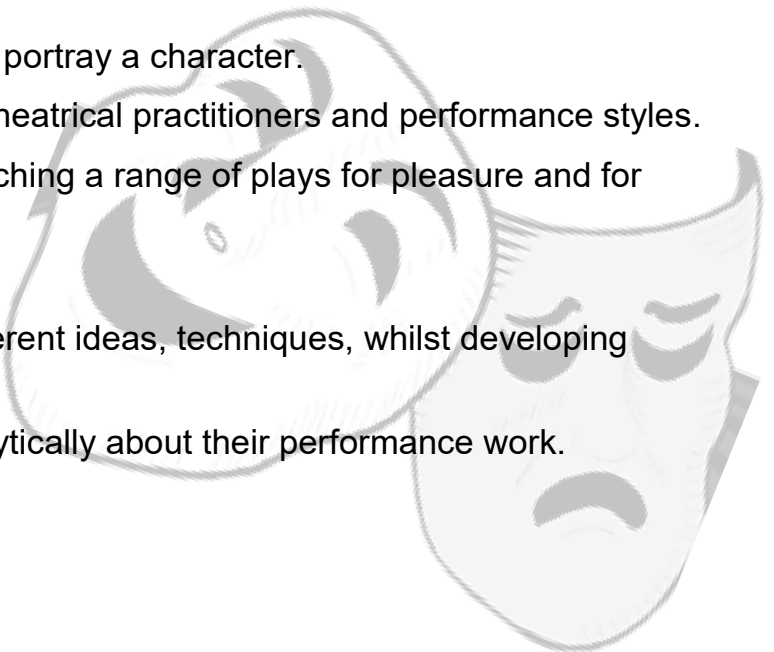 portray a character.
heatrical practitioners and performance styles.
ching a range of plays for pleasure and for
erent ideas, techniques, whilst developing
ytically about their performance work.